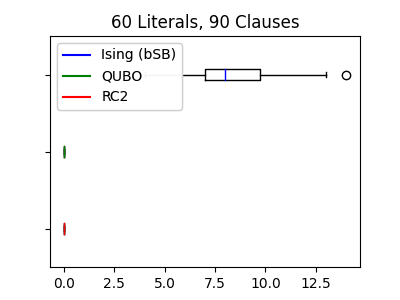 60 Literals, 90 Clauses
Ising (bSB)
QUBO
RC2
0.0 2.5 5.0 7.5 10.0 12.5